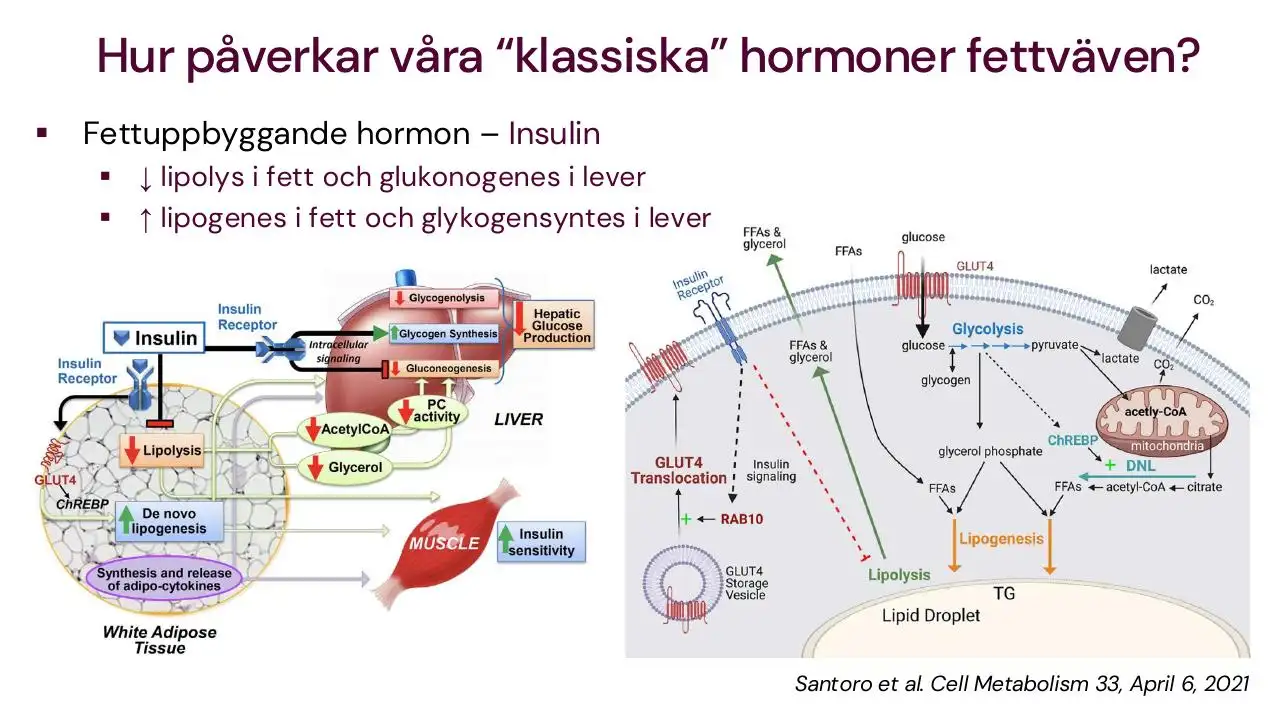 Hur påverkar våra “klassiska” hormoner fettväven?
▪ Fettuppbyggande hormon – Insulin
▪ ↓ lipolys i fett och glukonogenes i lever
▪ ↑ lipogenes i fett och glykogensyntes i lever
Insulin
Insulin
Receptor
Insulin
Receptor
Intracellular
signaling
Glycogenolysis
Glycogen Synthesis
Gluconeogenesis
Hepatic
Glucose
Production
PC
activity
LIVER
AcetylCoA
Glycerol
Lipolysis
GLUT4
ChREBP
De novo
lipogenesis
MUSCLE
Insulin
sensitivity
Synthesis and release
of adipo-cytokines
White Adipose
Tissue
FFAs &
glycerol
FFAs
glucose
GLUT4
Insulin
Receptor
lactate
CO₂
Glycolysis
glucose
pyruvate
lactate
CO₂
FFAs &
glycerol
glycogen
acetly-CoA
mitochondria
ChREBP
glycerol phosphate
+ DNL
GLUT4
Translocation
Insulin
signaling
FFAs
FFAs
acetyl-CoA
citrate
+
RAB10
Lipogenesis
GLUT4
Storage
Vesicle
Lipolysis
TG
Lipid Droplet
Santoro et al. Cell Metabolism 33, April 6, 2021